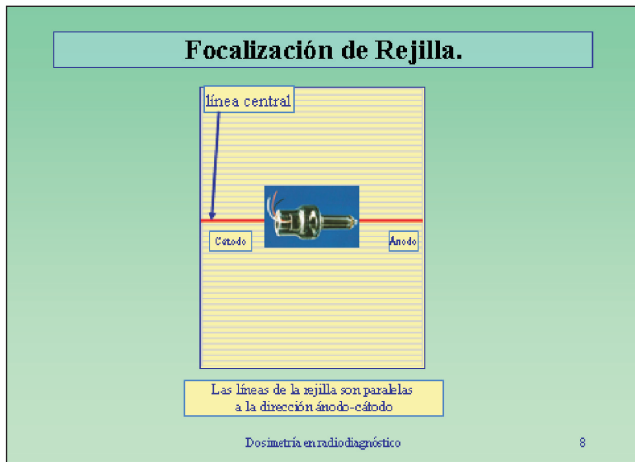 Focalización de Rejilla.
línea central
Cátodo
Ánodo
Las líneas de la rejilla son paralelas
a la dirección ánodo-cátodo
Dosimetría en radiodiagnóstico
8